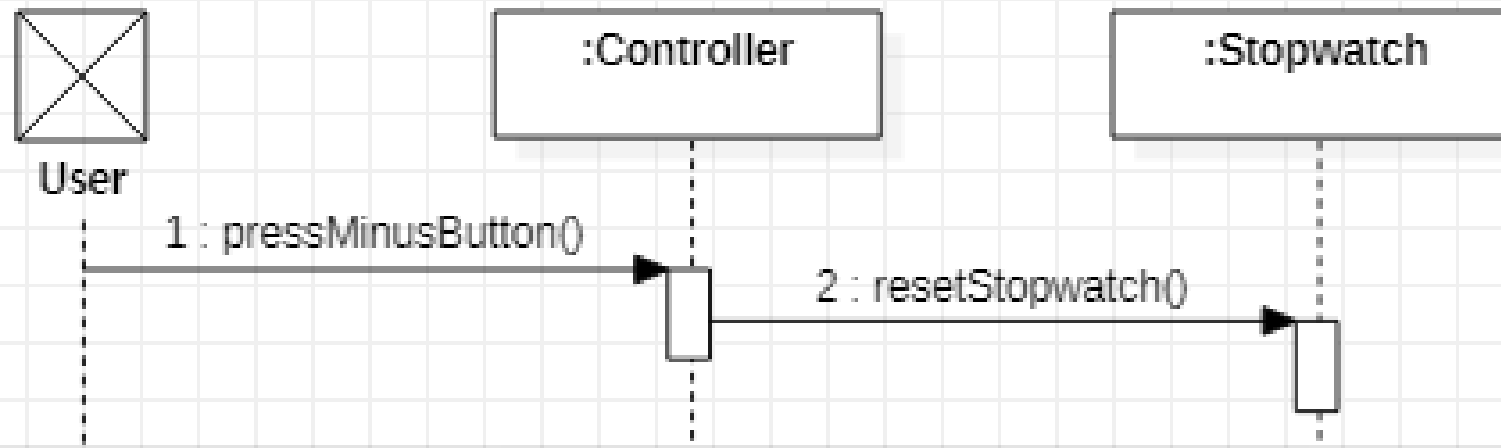 :Controller
:Stopwatch
User
1 : pressMinusButton()
2 : resetStopwatch()